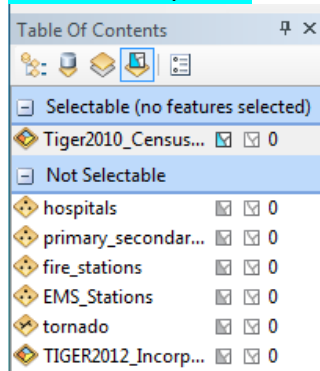 Table Of Contents
Selectable (no features selected)
Tiger2010_Census... 0
Not Selectable
hospitals 0
primary_secondar... 0
fire_stations 0
EMS_Stations 0
tornado 0
TIGER2012_Incorp... 0